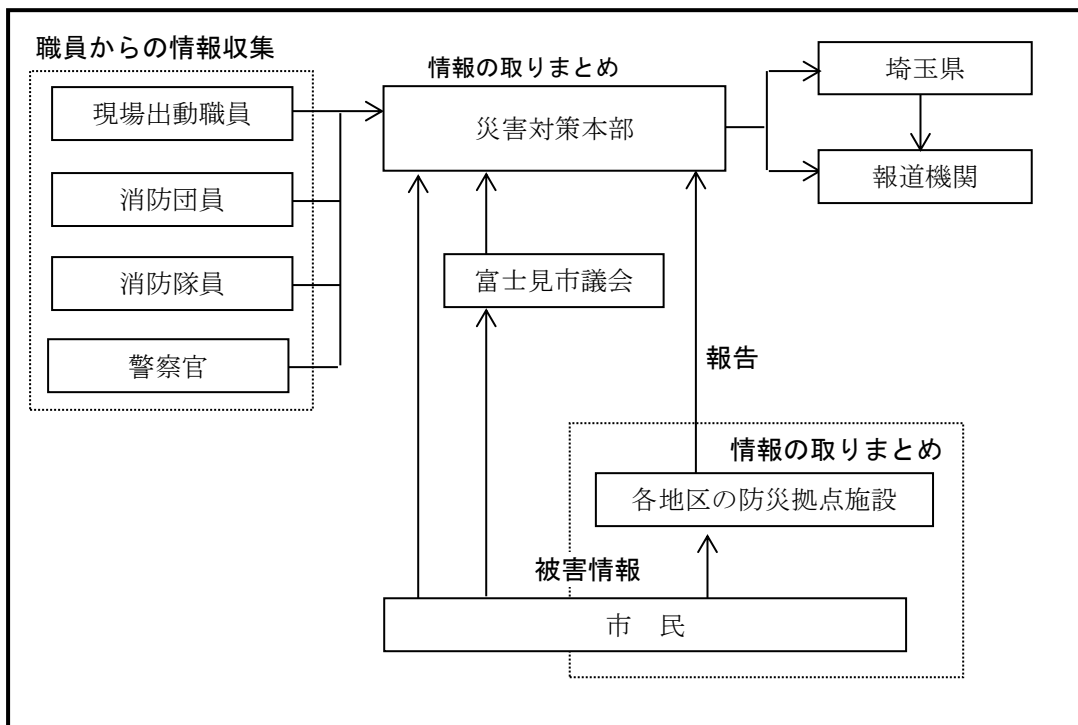 職員からの情報収集
現場出動職員
消防団員
消防隊員
警察官
情報の取りまとめ
災害対策本部
埼玉県
報道機関
富士見市議会
報告
情報の取りまとめ
各地区の防災拠点施設
被害情報
市　民